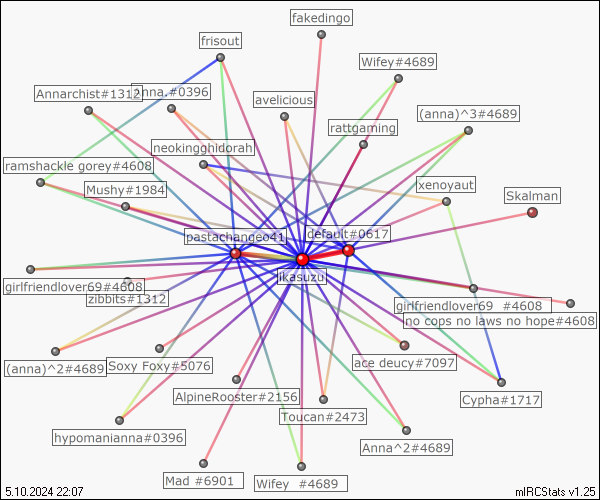 fakedingo
frisout
Wifey#4689
Annarchist#1312
anna.#0396
avelicious
(anna)^3#4689
rattgaming
neokingghidorah
ramshackle gorey#4608
Mushy#1984
xenoyaut
Skalman
pastachangeo41
default#0617
ikasuzu
girlfriendlover69#4608
zibbits#1312
girlfriendlover69 #4608
no cops no laws no hope#4608
(anna)^2#4689
Soxy Foxy#5076
ace deucy#7097
AlpineRooster#2156
Cypha#1717
Toucan#2473
hypomanianna#0396
Anna^2#4689
Mad #6901
Wifey #4689
5.10.2024 22:07
mIRCStats v1.25